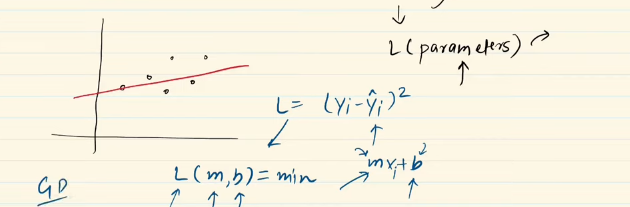 L(parameters)
L = (yi - ŷi)²
L(m,b) = min
mxi + b
GD